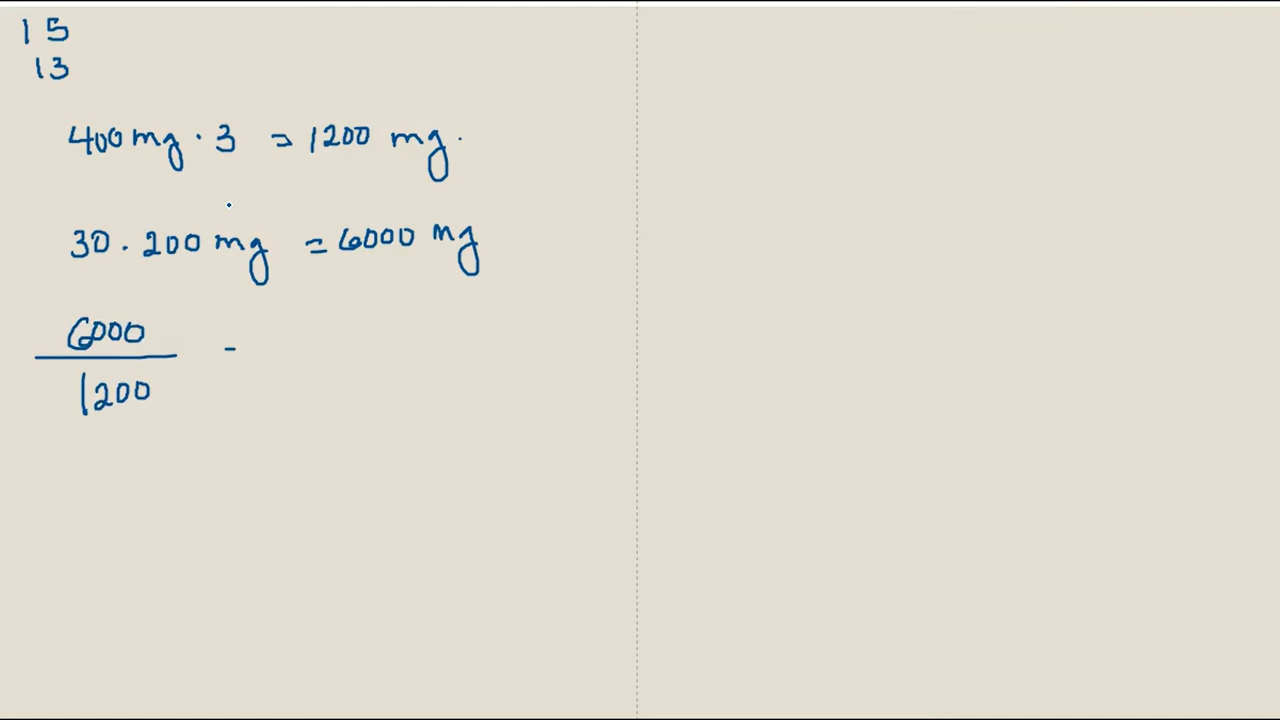 15
13
400 mg · 3 = 1200 mg.
30 · 200 mg = 6000 mg
6000
1200
-